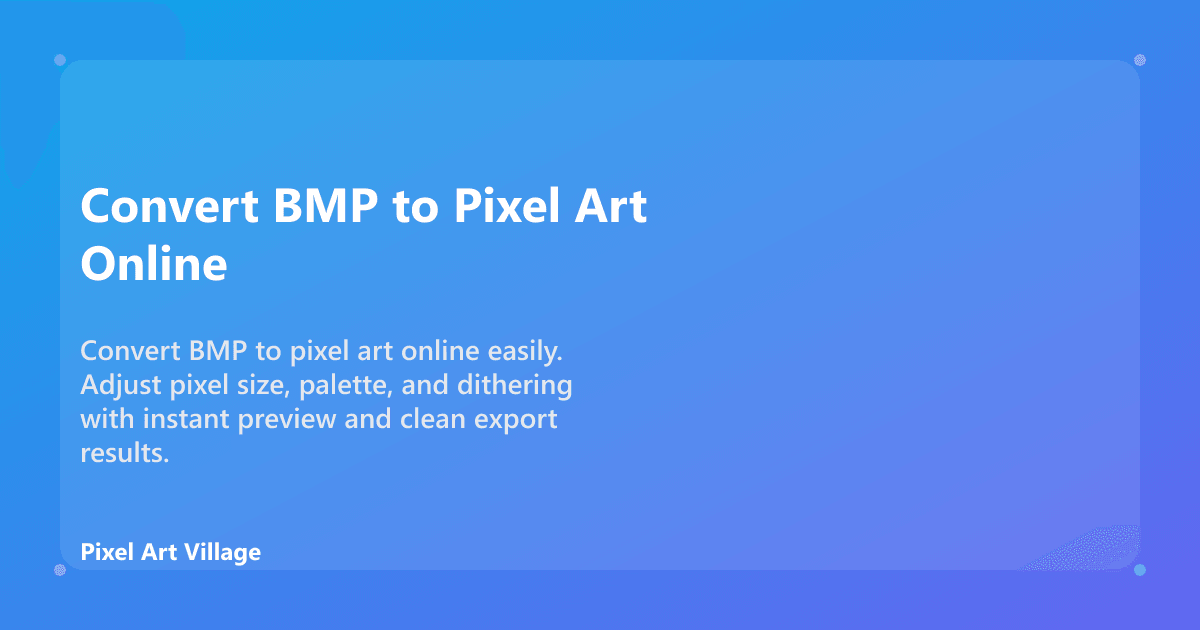 Convert BMP to Pixel Art
Online
Convert BMP to pixel art online easily.
Adjust pixel size, palette, and dithering
with instant preview and clean export
results.
Pixel Art Village